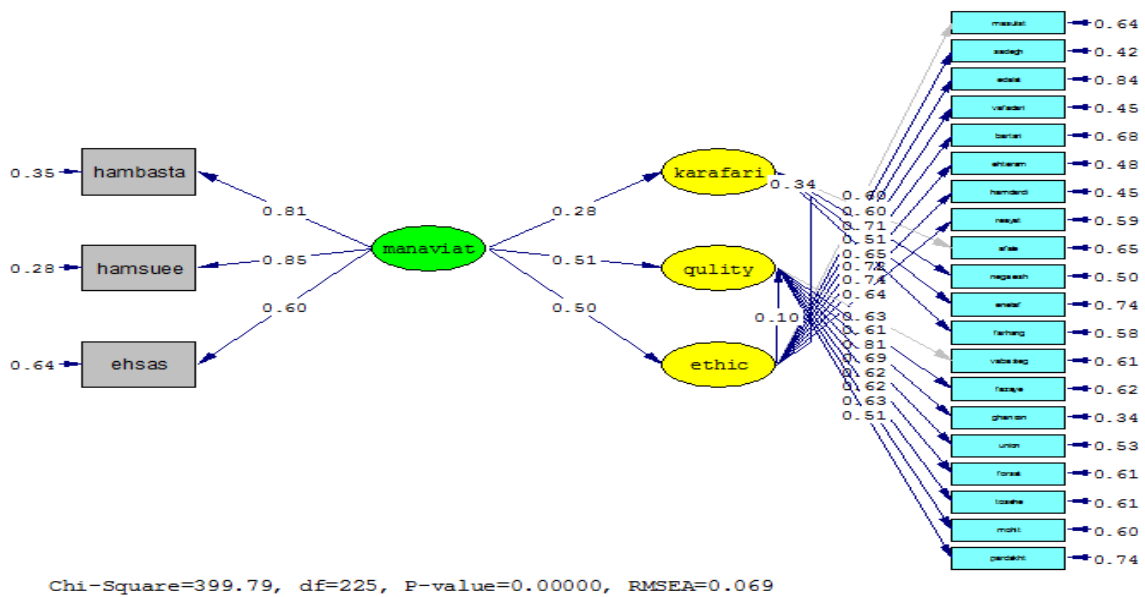 0.35
hambasta
0.28
hamsuee
0.64
ehsas
0.81
0.85
0.60
manaviat
0.28
0.51
0.50
karafari
qulity
ethic
0.34
0.10
0.60
0.60
0.71
0.51
0.65
0.74
0.64
0.63
0.61
0.81
0.69
0.62
0.62
0.63
0.51
masulat 0.64
sedegh 0.42
edalat 0.84
vafadari 0.45
bartari 0.68
ehteram 0.48
hamdardi 0.45
0.59
0.65
negaresh 0.50
0.74
farhang 0.58
0.61
fazaye 0.62
ghanon 0.34
union 0.53
forsat 0.61
tosehe 0.61
mohit 0.60
pardakht 0.74
Chi-Square=399.79, df=225, P-value=0.00000, RMSEA=0.069